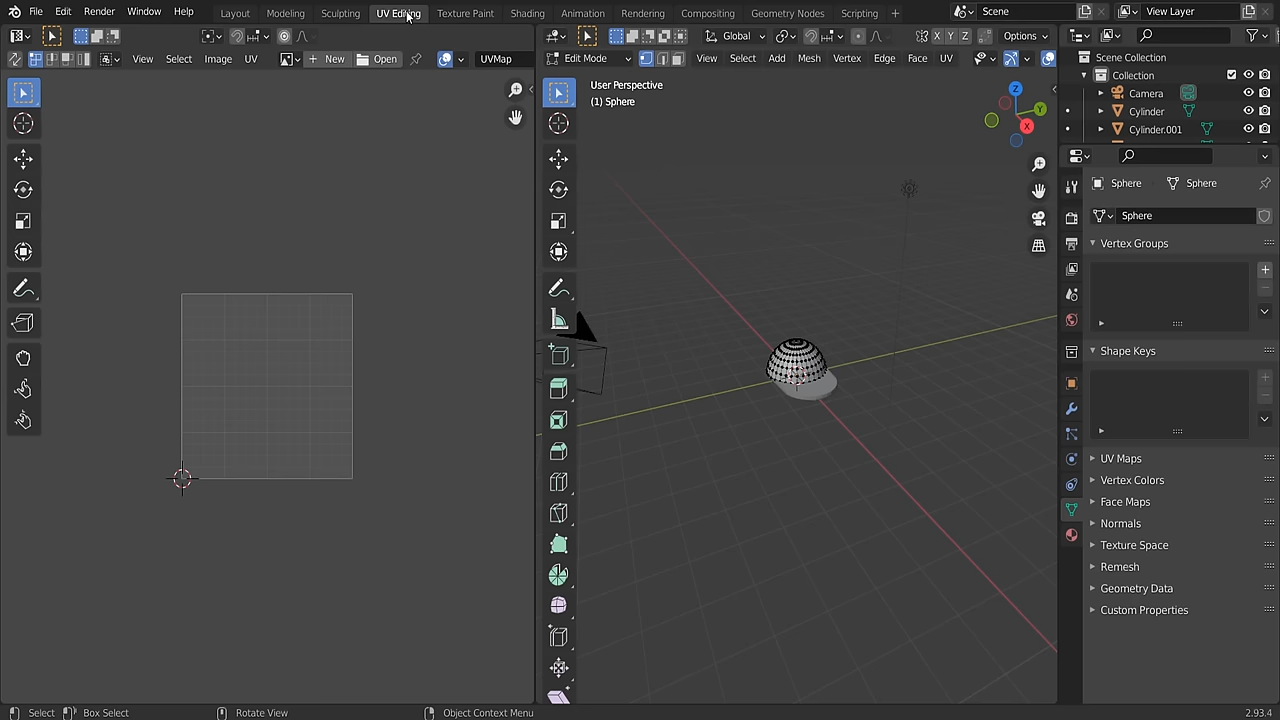 File Edit Render Window Help Layout Modeling Sculpting UV Editing Texture Paint Shading Animation Rendering Compositing Geometry Nodes Scripting + Scene View Layer
Global X Y Z Options
View Select Image UV New Open UVMap Edit Mode View Select Add Mesh Vertex Edge Face UV
Scene Collection
Collection
Camera
Cylinder
Cylinder.001
User Perspective
(1) Sphere
Z
Y
X
Sphere Sphere
Sphere
Vertex Groups
Shape Keys
UV Maps
Vertex Colors
Face Maps
Normals
Texture Space
Remesh
Geometry Data
Custom Properties
Select Box Select Rotate View Object Context Menu 2.93.4